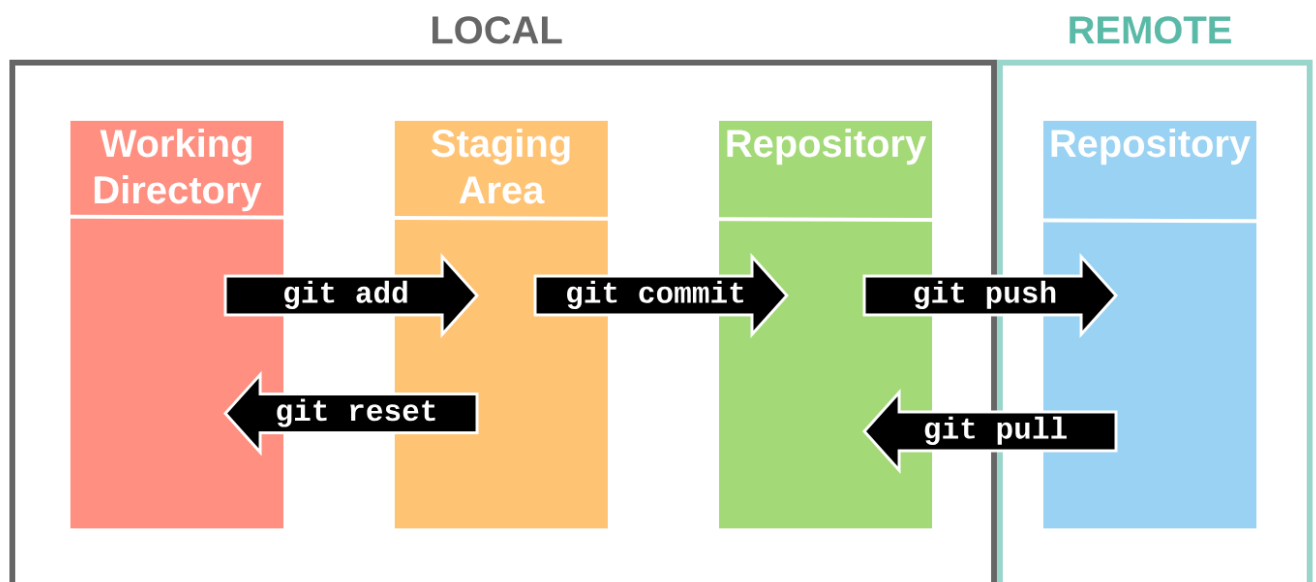 LOCAL
REMOTE
Working
Directory
Staging
Area
Repository
Repository
git add
git commit
git push
git reset
git pull